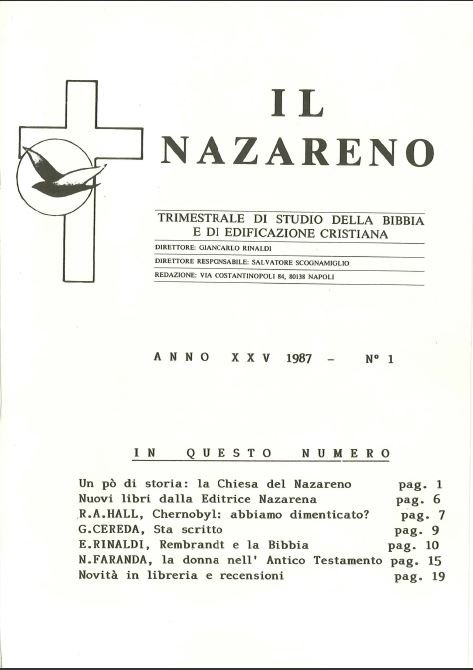 IL
NAZARENO
TRIMESTRALE DI STUDIO DELLA BIBBIA
E DI EDIFICAZIONE CRISTIANA
DIRETTORE: GIANCARLO RINALDI
DIRETTORE RESPONSABILE: SALVATORE SCOGNAMIGLIO
REDAZIONE: VIA COSTANTINOPOLI 84, 80138 NAPOLI
ANNO XXV 1987 - N° 1
IN QUESTO NUMERO
Un pò di storia: la Chiesa del Nazareno pag. 1
Nuovi libri dalla Editrice Nazarena pag. 6
R.A.HALL, Chernobyl: abbiamo dimenticato? pag. 7
G.CEREDA, Sta scritto pag. 9
E.RINALDI, Rembrandt e la Bibbia pag. 10
N.FARANDA, la donna nell' Antico Testamento pag. 15
Novità in libreria e recensioni pag. 19